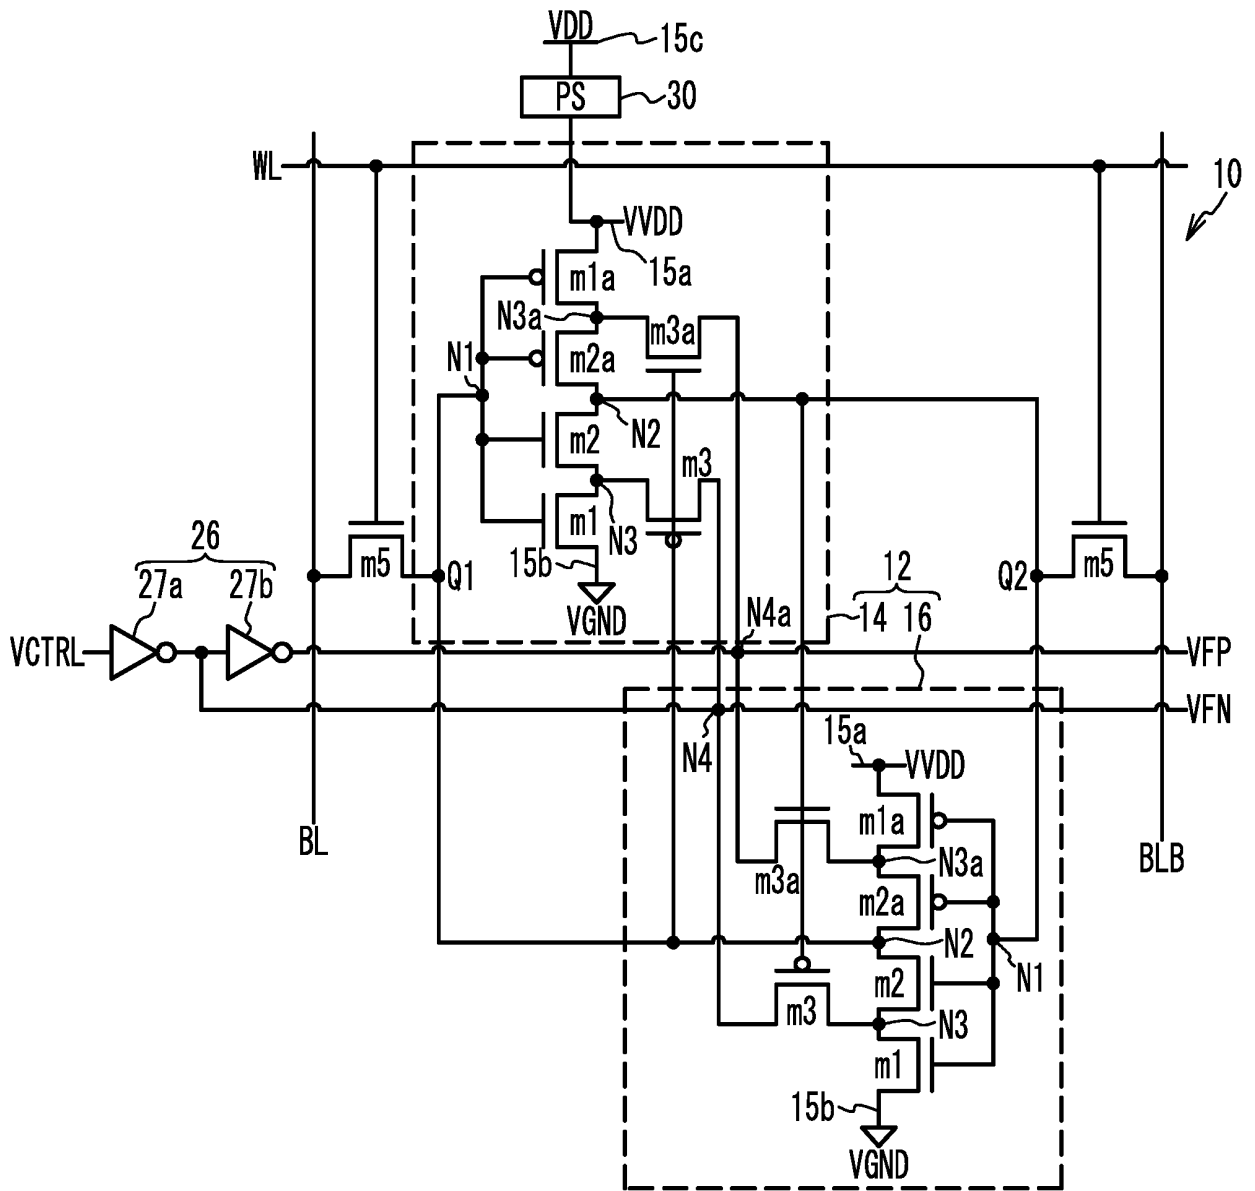 VDD 15c
PS 30
WL
10
VVDD
m1a 15a
N3a
m3a
N1 m2a
m2 N2
m3
m1 N3
26 15b
27a 27b m5 Q1 12 Q2 m5
VGND 14 16
N4a
VCTRL VFP
VFN
N4 15a VVDD
m1a
BL N3a BLB
m3a
m2a
N2
m2 N1
m3 N3
m1
15b
VGND